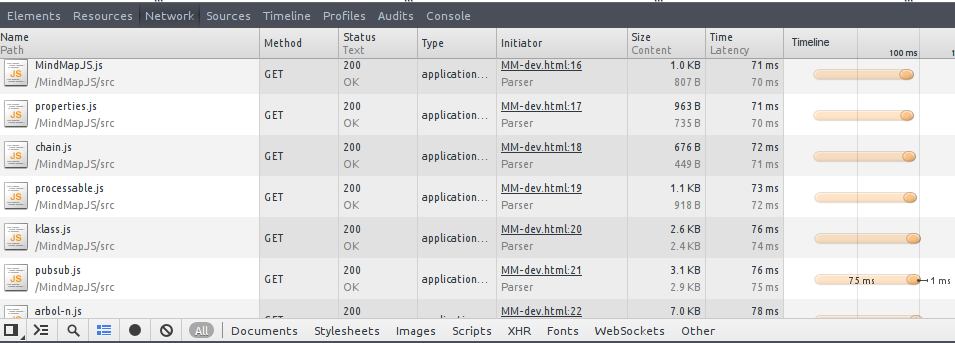 Elements Resources Network Sources Timeline Profiles Audits Console
Name Method Status Type Initiator Size Time Timeline
Path Text Content Latency 100 ms 1
MindMapJS.js GET 200 application... MM-dev.html:16 1.0 KB 71 ms
/MindMapJS/src OK Parser 807 B 70 ms
properties.js GET 200 application... MM-dev.html:17 963 B 71 ms
/MindMapJS/src OK Parser 735 B 70 ms
chain.js GET 200 application... MM-dev.html:18 676 B 72 ms
/MindMapJS/src OK Parser 449 B 71 ms
processable.js GET 200 application... MM-dev.html:19 1.1 KB 73 ms
/MindMapJS/src OK Parser 918 B 72 ms
klass.js GET 200 application... MM-dev.html:20 2.6 KB 76 ms
/MindMapJS/src OK Parser 2.4 KB 74 ms
pubsub.js GET 200 application... MM-dev.html:21 3.1 KB 76 ms 75 ms 1 ms
/MindMapJS/src OK Parser 2.9 KB 75 ms
arbol-n.js GET 200 application... MM-dev.html:22 7.0 KB 78 ms
All Documents Stylesheets Images Scripts XHR Fonts WebSockets Other